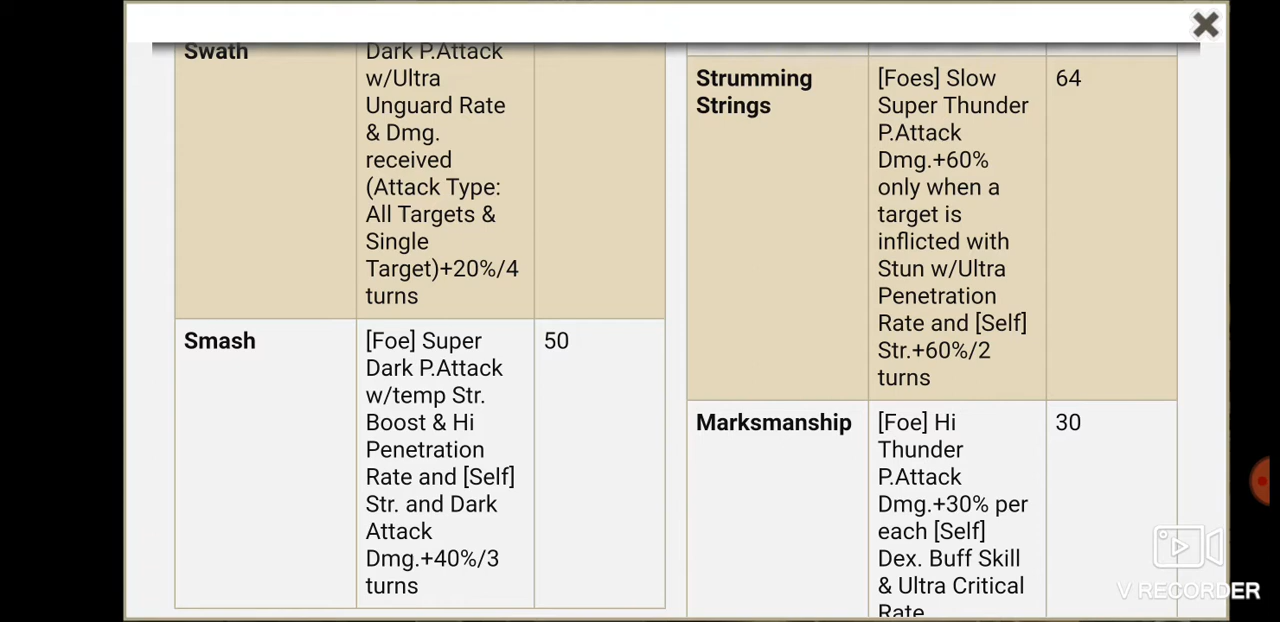 Swath
Dark P.Attack
w/Ultra
Unguard Rate
& Dmg.
received
(Attack Type:
All Targets &
Single
Target)+20%/4
turns
Smash
[Foe] Super
Dark P.Attack
w/temp Str.
Boost & Hi
Penetration
Rate and [Self]
Str. and Dark
Attack
Dmg.+40%/3
turns
50
Strumming
Strings
[Foes] Slow
Super Thunder
P.Attack
Dmg.+60%
only when a
target is
inflicted with
Stun w/Ultra
Penetration
Rate and [Self]
Str.+60%/2
turns
64
Marksmanship
[Foe] Hi
Thunder
P.Attack
Dmg.+30% per
each [Self]
Dex. Buff Skill
& Ultra Critical
Rate
30
V RECORDER